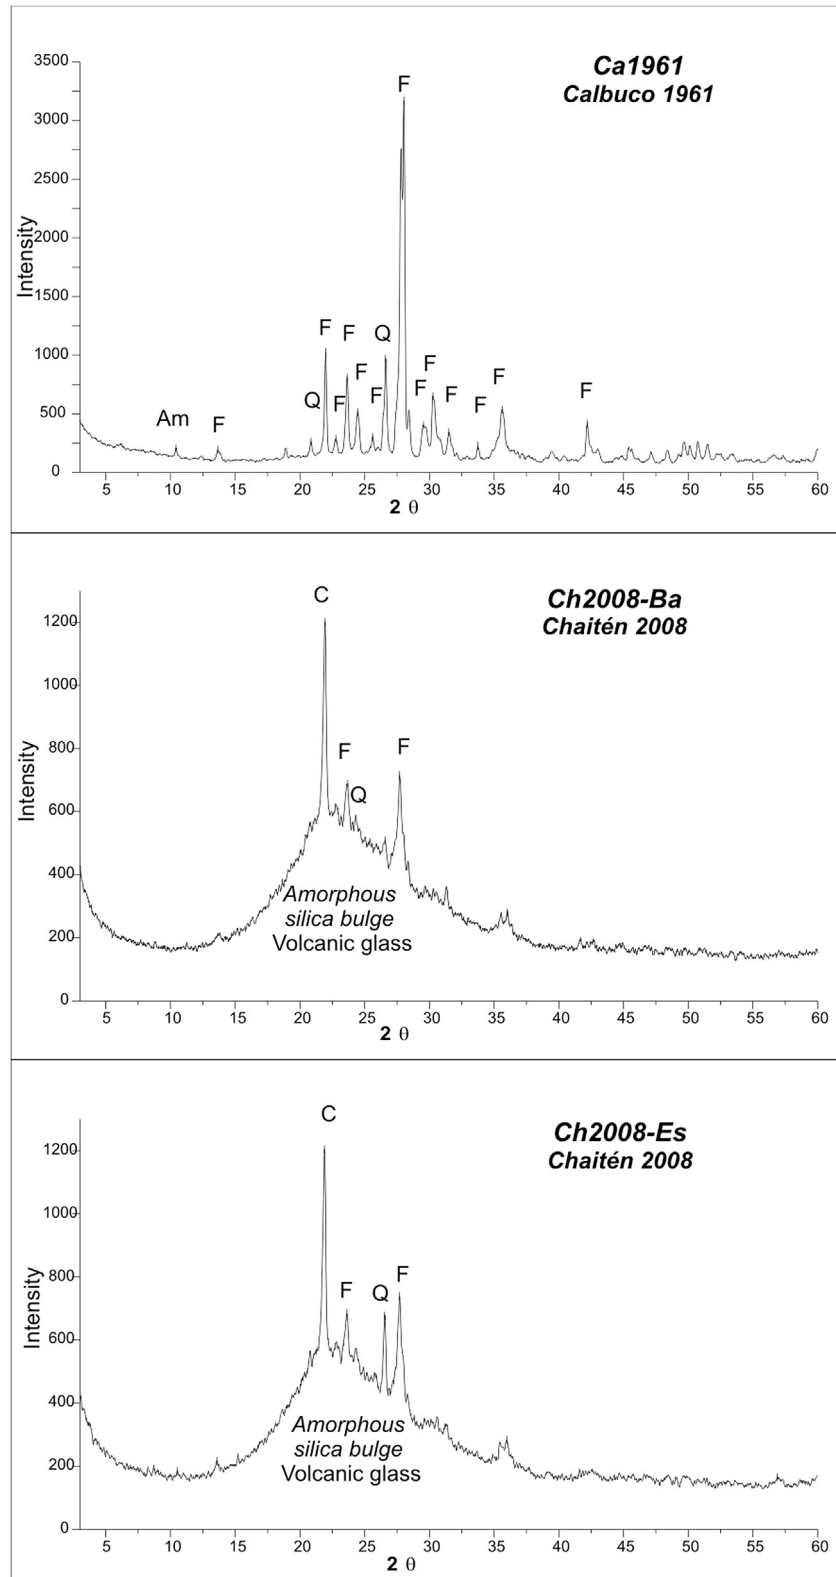 Ca1961
Calbuco 1961
Intensity
3500
3000
2500
2000
1500
1000
500
0
F
F
F
Q
F
F
Q
F
F
F
F
F
F
F
F
Am
F
5 10 15 20 25 30 35 40 45 50 55 60
2 θ
Ch2008-Ba
Chaitén 2008
Intensity
1200
1000
800
600
400
200
0
C
F
F
Q
Amorphous
silica bulge
Volcanic glass
5 10 15 20 25 30 35 40 45 50 55 60
2 θ
Ch2008-Es
Chaitén 2008
Intensity
1200
1000
800
600
400
200
0
C
F
Q
F
Amorphous
silica bulge
Volcanic glass
5 10 15 20 25 30 35 40 45 50 55 60
2 θ